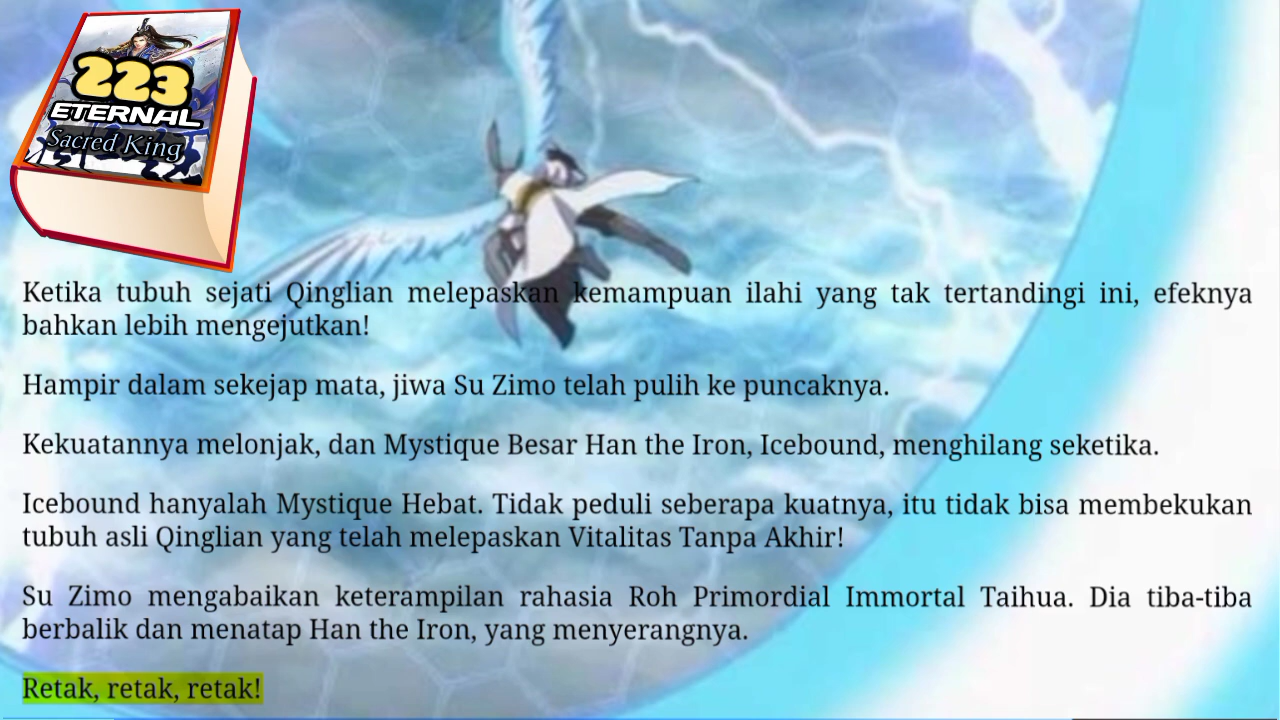 223
ETERNAL
Sacred King
Ketika tubuh sejati Qinglian melepaskan kemampuan ilahi yang tak tertandingi ini, efeknya
bahkan lebih mengejutkan!
Hampir dalam sekejap mata, jiwa Su Zimo telah pulih ke puncaknya.
Kekuatannya melonjak, dan Mystique Besar Han the Iron, Icebound, menghilang seketika.
Icebound hanyalah Mystique Hebat. Tidak peduli seberapa kuatnya, itu tidak bisa membekukan
tubuh asli Qinglian yang telah melepaskan Vitalitas Tanpa Akhir!
Su Zimo mengabaikan keterampilan rahasia Roh Primordial Immortal Taihua. Dia tiba-tiba
berbalik dan menatap Han the Iron, yang menyerangnya.
Retak, retak, retak!